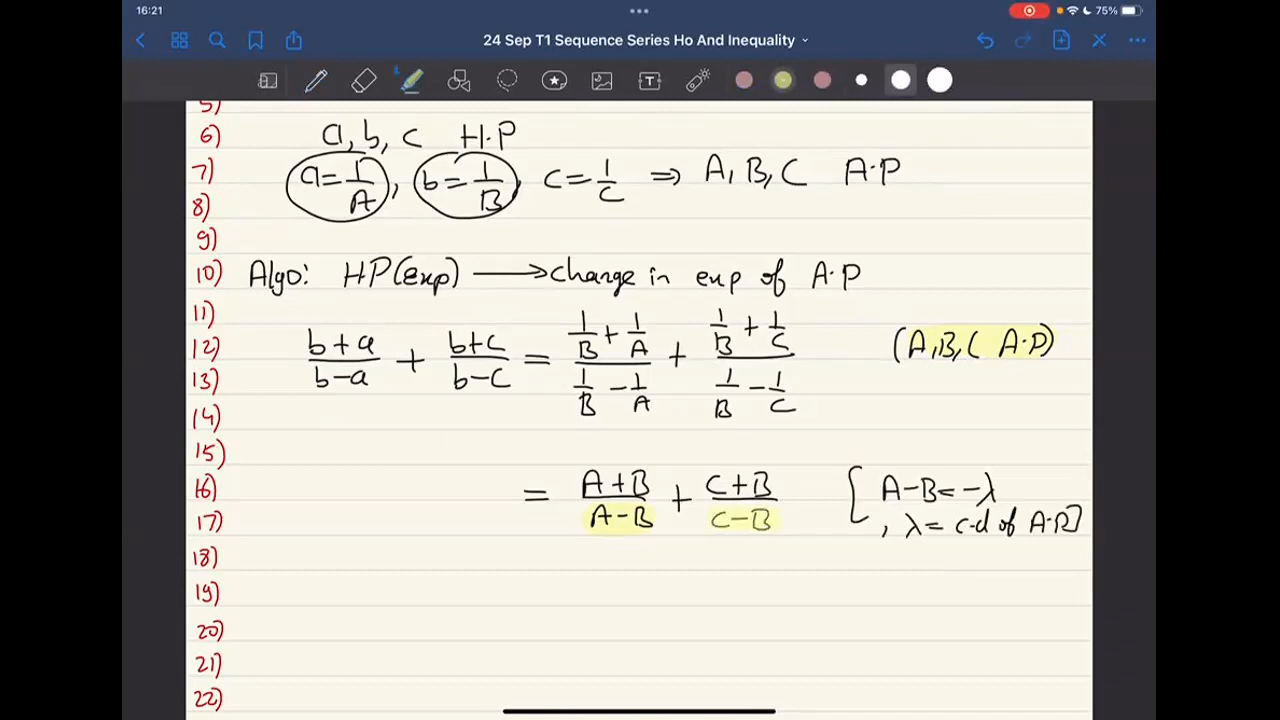 16:21
75%
24 Sep T1 Sequence Series Ho And Inequality
5)
6) a, b, c H.P
7) a = 1/A, b = 1/B, c = 1/C ⇒ A, B, C A.P
8)
9)
10) Algo: HP(Exp) ⟶ change in exp of A.P
11)
12) (b+a)/(b-a) + (b+c)/(b-c) = (1/B + 1/A)/(1/B - 1/A) + (1/B + 1/C)/(1/B - 1/C) (A, B, C A.P)
13)
14)
15)
16) = (A+B)/(A-B) + (C+B)/(C-B) [ A-B = -λ
17) , λ = c.d of A.P]
18)
19)
20)
21)
22)